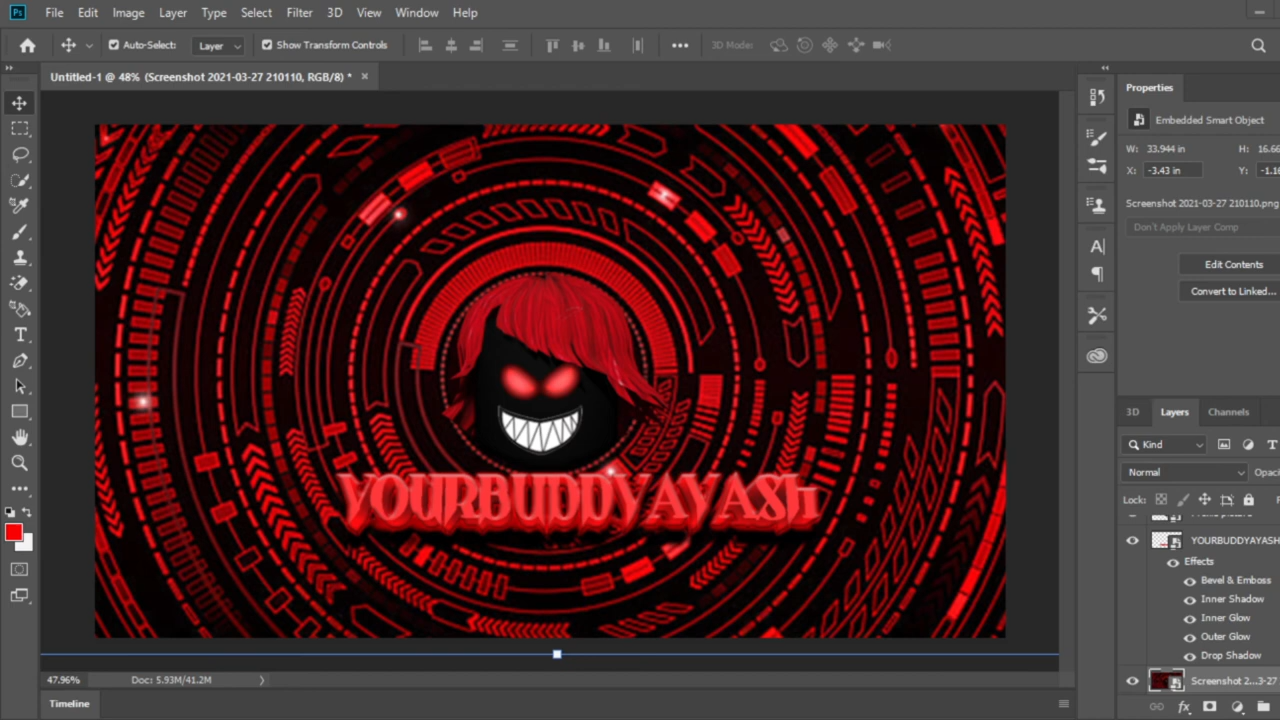 Ps File Edit Image Layer Type Select Filter 3D View Window Help
Auto-Select: Layer Show Transform Controls ••• 3D Mode:
Untitled-1 @ 48% (Screenshot 2021-03-27 210110, RGB/8) * ×
Properties
Embedded Smart Object
W: 33.944 in H: 16.66
X: -3.43 in Y: -1.16
Screenshot 2021-03-27 210110.png
Don't Apply Layer Comp
Edit Contents
Convert to Linked...
YOURBUDDYAYASH
3D Layers Channels
Kind
Normal Opaci
Lock:
YOURBUDDYAYASH
Effects
Bevel & Emboss
Inner Shadow
Inner Glow
Outer Glow
Drop Shadow
Screenshot 2...3-27
fx
47.96% Doc: 5.93M/41.2M
Timeline